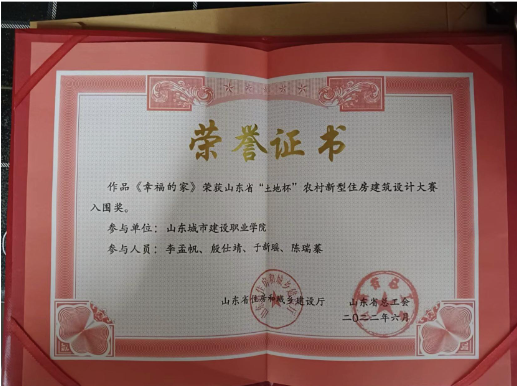 荣誉证书
作品《幸福的家》荣获山东省“土地杯”农村新型住房建筑设计大赛
入围奖。
参与单位：山东城市建设职业学院
参与人员：李孟帆、殷仕靖、于新瑶、陈瑞蓁
山东省住房和城乡建设厅 山东省总工会
二〇二二年六月